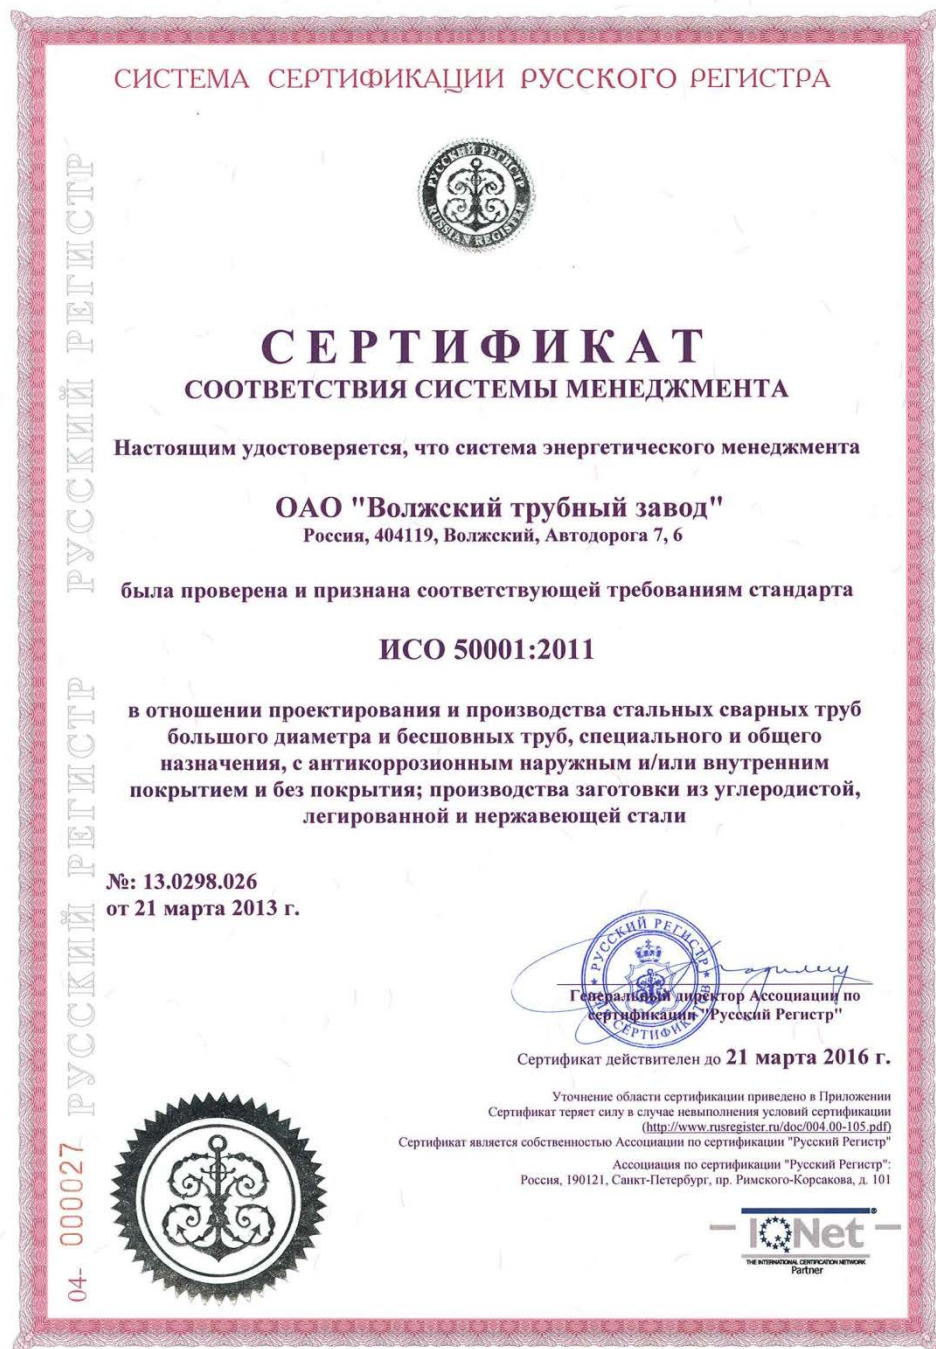 СИСТЕМА СЕРТИФИКАЦИИ РУССКОГО РЕГИСТРА
РУССКИЙ РЕГИСТР
RUSSIAN REGISTER
СЕРТИФИКАТ
СООТВЕТСТВИЯ СИСТЕМЫ МЕНЕДЖМЕНТА
Настоящим удостоверяется, что система энергетического менеджмента
ОАО "Волжский трубный завод"
Россия, 404119, Волжский, Автодорога 7, 6
была проверена и признана соответствующей требованиям стандарта
ИСО 50001:2011
в отношении проектирования и производства стальных сварных труб
большого диаметра и бесшовных труб, специального и общего
назначения, с антикоррозионным наружным и/или внутренним
покрытием и без покрытия; производства заготовки из углеродистой,
легированной и нержавеющей стали
№: 13.0298.026
от 21 марта 2013 г.
РУССКИЙ РЕГИСТР
СЕРТИФИКАТОВ
Генеральный директор Ассоциации по
сертификации "Русский Регистр"
Сертификат действителен до 21 марта 2016 г.
Уточнение области сертификации приведено в Приложении
Сертификат теряет силу в случае невыполнения условий сертификации
(http://www.rusregister.ru/doc/004.00-105.pdf)
Сертификат является собственностью Ассоциации по сертификации "Русский Регистр"
Ассоциация по сертификации "Русский Регистр":
Россия, 190121, Санкт-Петербург, пр. Римского-Корсакова, д. 101
IQNet ®
THE INTERNATIONAL CERTIFICATION NETWORK
Partner
04- 000027
РУССКИЙ РЕГИСТР РУССКИЙ РЕГИСТР